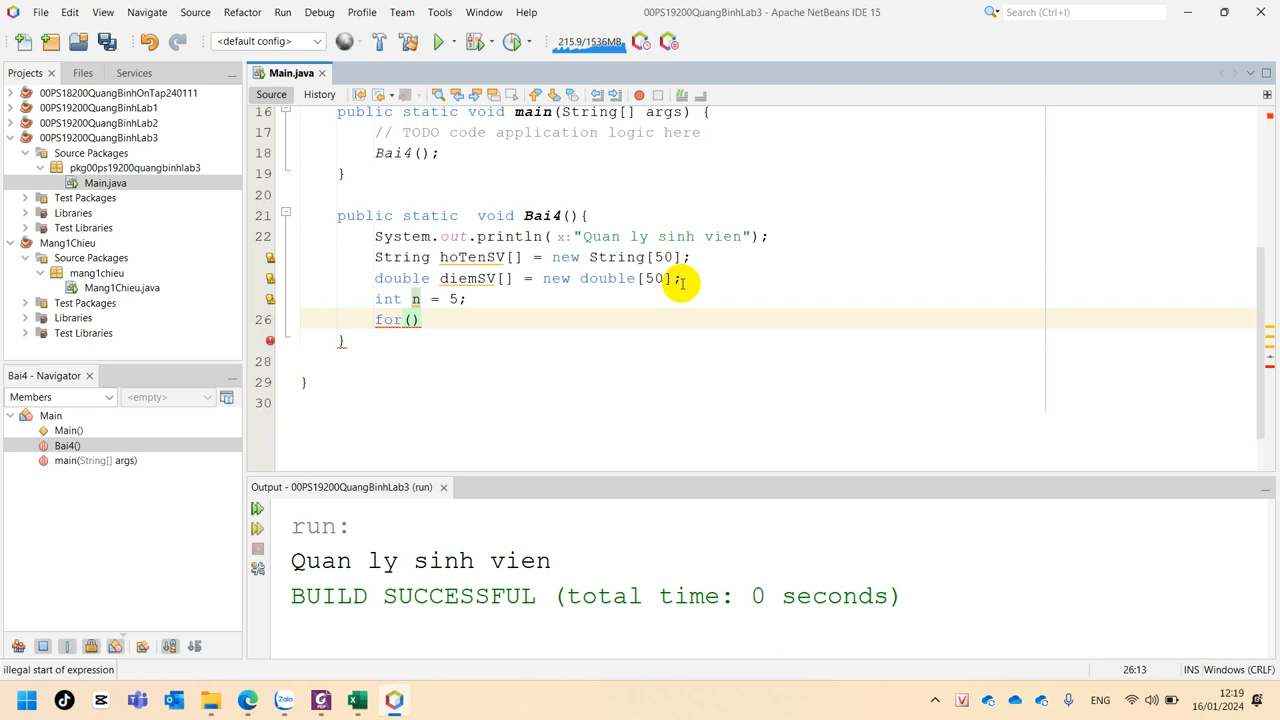 File Edit View Navigate Source Refactor Run Debug Profile Team Tools Window Help
00PS19200QuangBinhLab3 - Apache NetBeans IDE 15
Search (Ctrl+I)
<default config>
215.9/1536MB
Projects Files Services
Main.java
Source History
00PS18200QuangBinhOnTap240111
00PS19200QuangBinhLab1
00PS19200QuangBinhLab2
00PS19200QuangBinhLab3
Source Packages
pkg00ps19200quangbinhlab3
Main.java
Test Packages
Libraries
Test Libraries
Mang1Chieu
Source Packages
mang1chieu
Mang1Chieu.java
Test Packages
Libraries
Test Libraries
16 public static void main(String[] args) {
17 // TODO code application logic here
18 Bai4();
19 }
20
21 public static  void Bai4(){
22 System.out.println( x:"Quan ly sinh vien");
String hoTenSV[] = new String[50];
double diemSV[] = new double[50];
int n = 5;
26 for()
}
28
29 }
30
Bai4 - Navigator
Members <empty>
Main
Main()
Bai4()
main(String[] args)
Output - 00PS19200QuangBinhLab3 (run)
run:
Quan ly sinh vien
BUILD SUCCESSFUL (total time: 0 seconds)
illegal start of expression
26:13 INS Windows (CRLF)
Zalo
ENG
12:19
16/01/2024